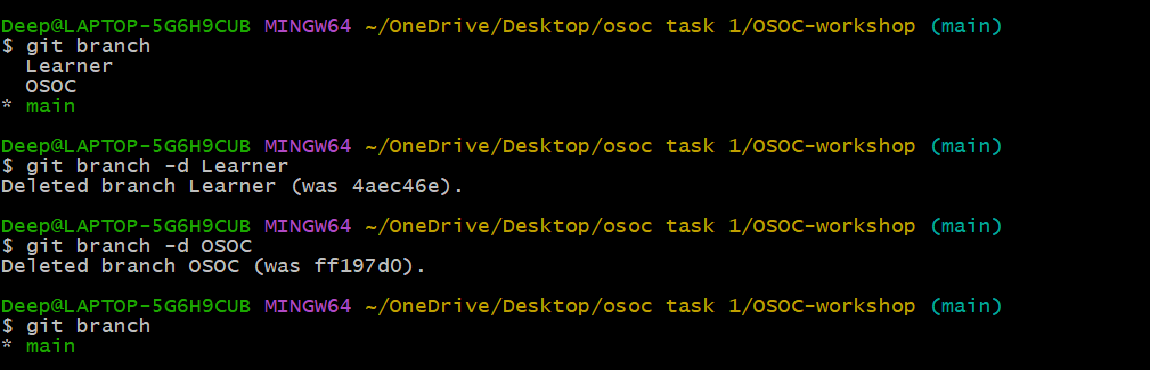 Deep@LAPTOP-5G6H9CUB MINGW64 ~/OneDrive/Desktop/osoc task 1/OSOC-workshop (main)
$ git branch
  Learner
  OSOC
* main
Deep@LAPTOP-5G6H9CUB MINGW64 ~/OneDrive/Desktop/osoc task 1/OSOC-workshop (main)
$ git branch -d Learner
Deleted branch Learner (was 4aec46e).
Deep@LAPTOP-5G6H9CUB MINGW64 ~/OneDrive/Desktop/osoc task 1/OSOC-workshop (main)
$ git branch -d OSOC
Deleted branch OSOC (was ff197d0).
Deep@LAPTOP-5G6H9CUB MINGW64 ~/OneDrive/Desktop/osoc task 1/OSOC-workshop (main)
$ git branch
* main